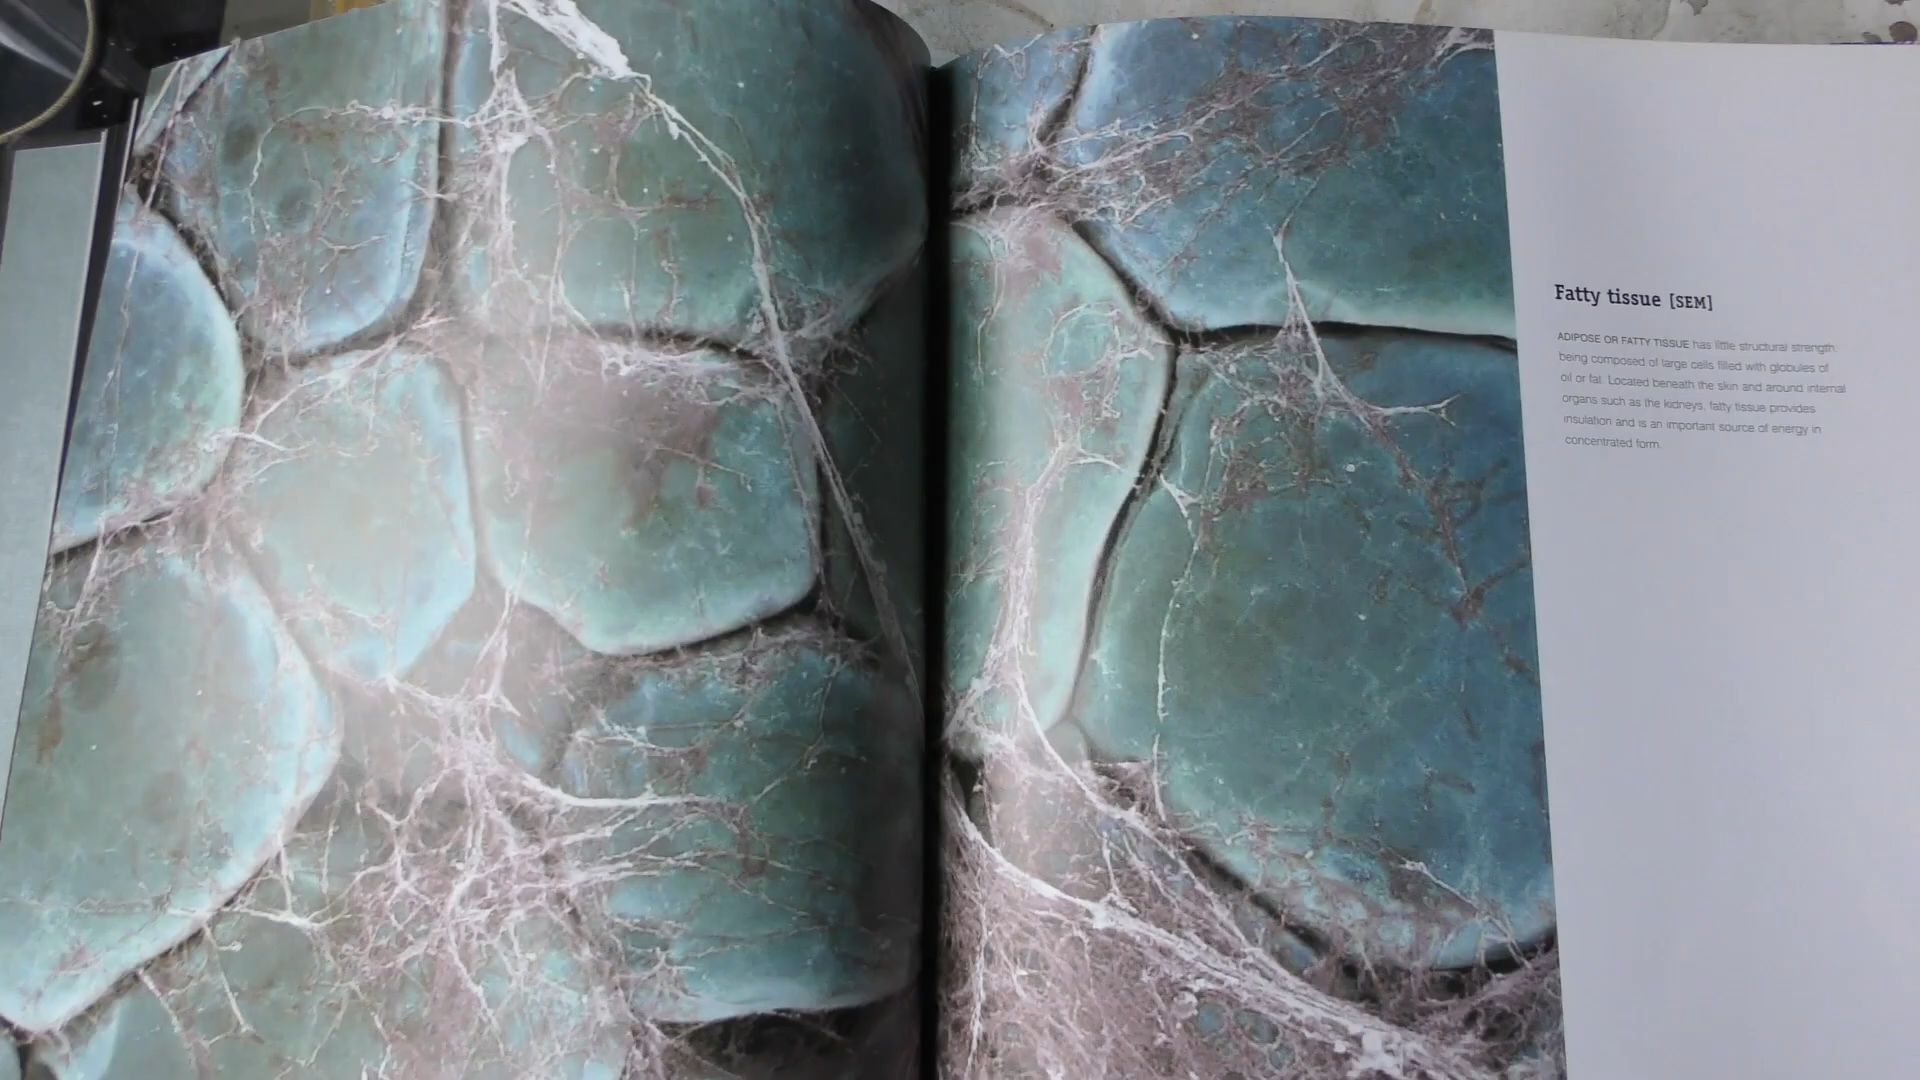 Fatty tissue [SEM]
ADIPOSE OR FATTY TISSUE has little structural strength,
being composed of large cells filled with globules of
oil or fat. Located beneath the skin and around internal
organs such as the kidneys, fatty tissue provides
insulation and is an important source of energy in
concentrated form.